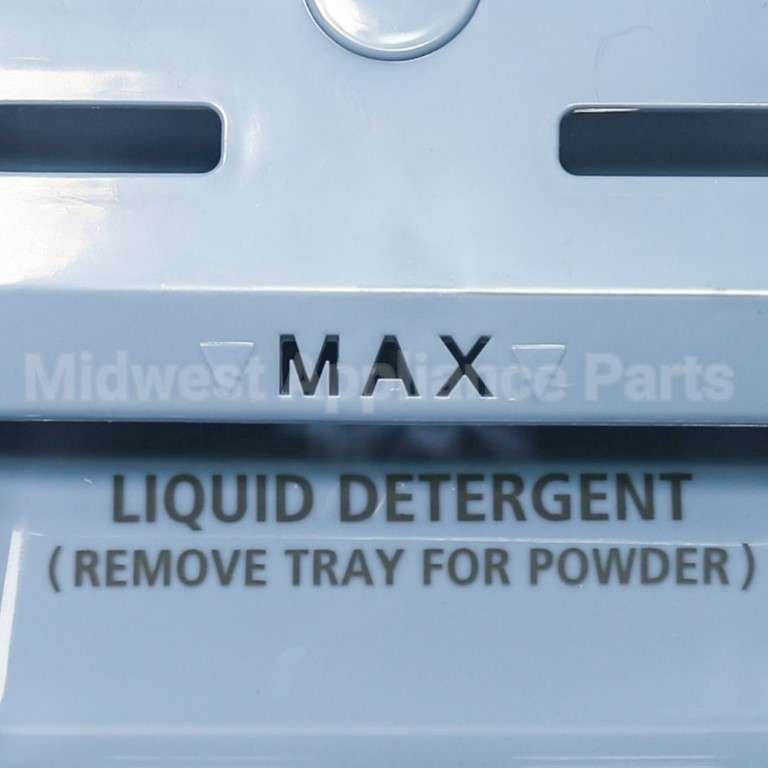 MAX
Midwest Appliance Parts
LIQUID DETERGENT
(REMOVE TRAY FOR POWDER)